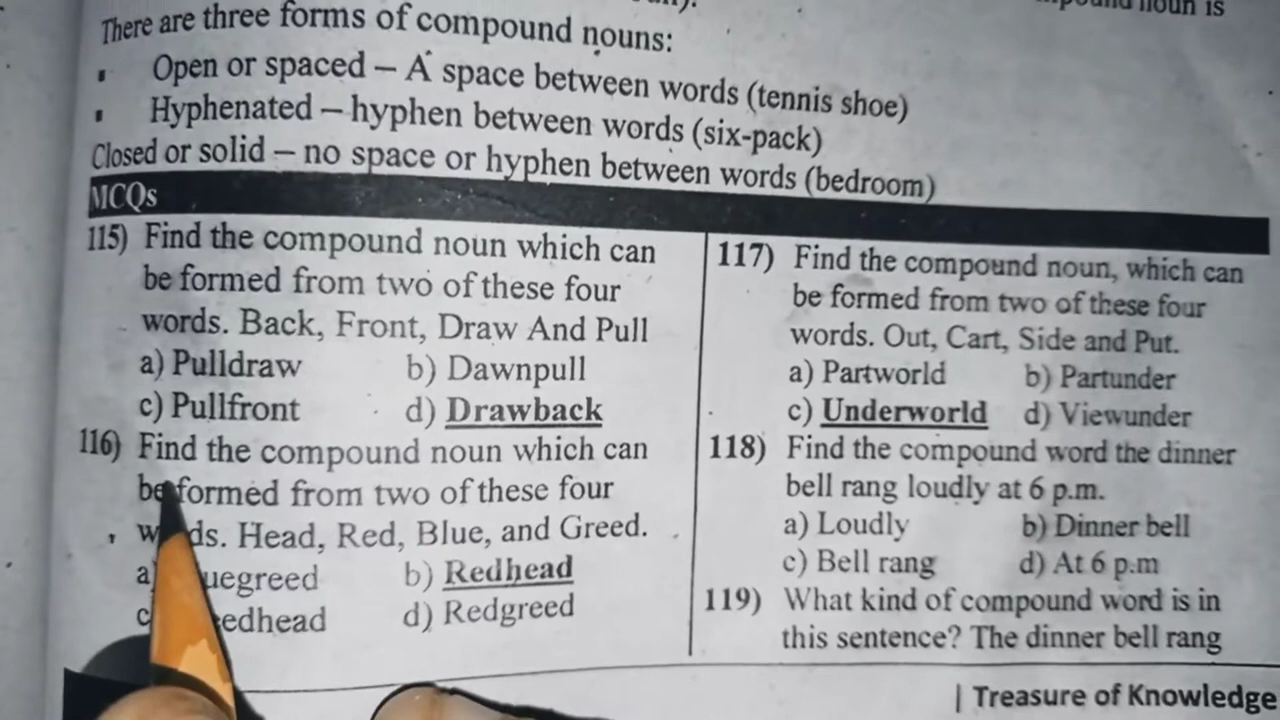 noun is
There are three forms of compound nouns:
Open or spaced – A space between words (tennis shoe)
Hyphenated – hyphen between words (six-pack)
Closed or solid – no space or hyphen between words (bedroom)
MCQs
115) Find the compound noun which can
be formed from two of these four
words. Back, Front, Draw And Pull
a) Pulldraw b) Dawnpull
c) Pullfront d) Drawback
116) Find the compound noun which can
be formed from two of these four
ds. Head, Red, Blue, and Greed.
a) uegreed b) Redhead
c edhead d) Redgreed
117) Find the compound noun, which can
be formed from two of these four
words. Out, Cart, Side and Put.
a) Partworld b) Partunder
c) Underworld d) Viewunder
118) Find the compound word the dinner
bell rang loudly at 6 p.m.
a) Loudly b) Dinner bell
c) Bell rang d) At 6 p.m
119) What kind of compound word is in
this sentence? The dinner bell rang
| Treasure of Knowledge